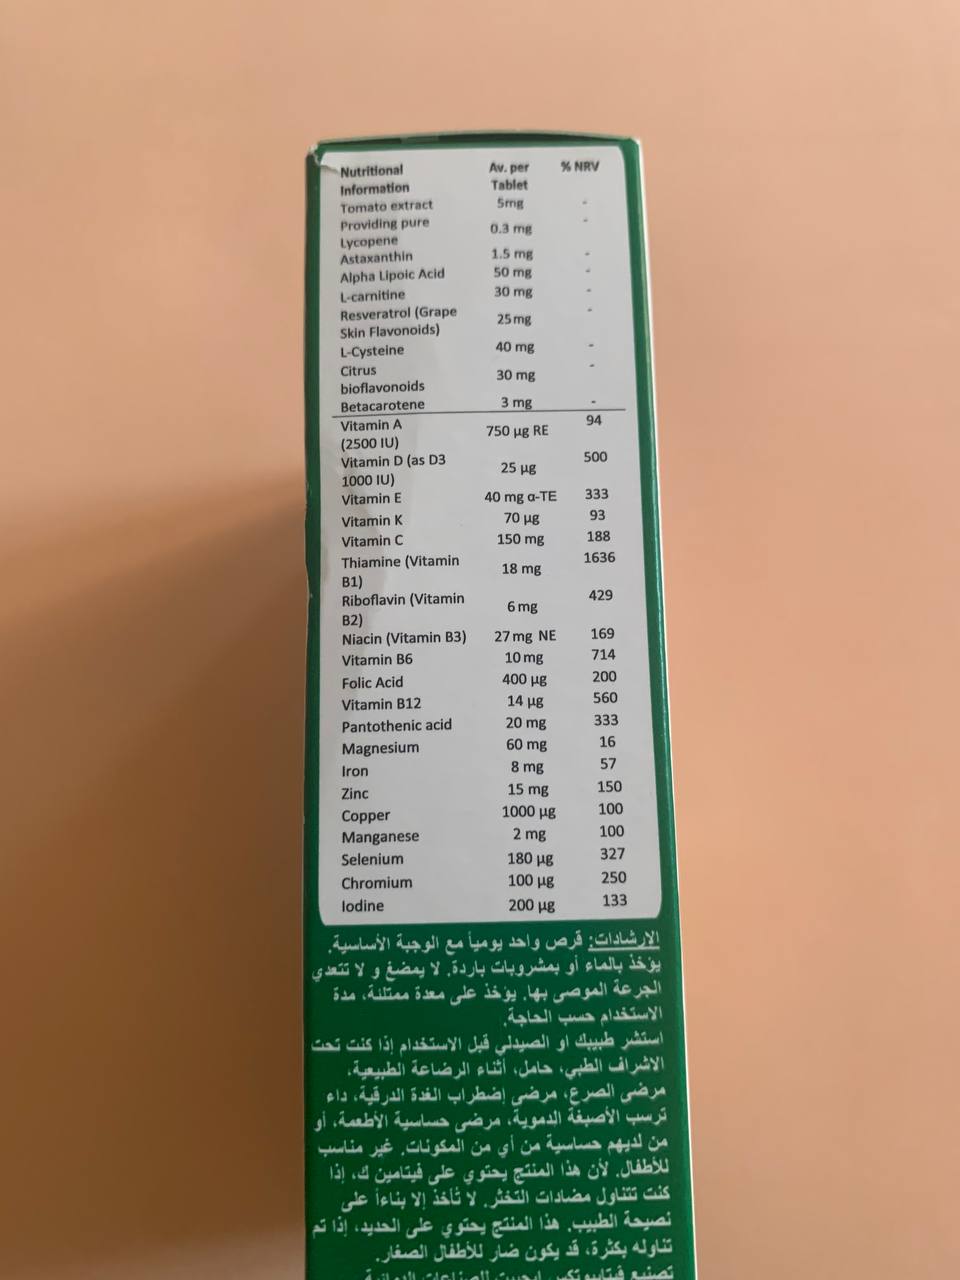 Nutritional Information Av. per Tablet % NRV
Tomato extract 5mg -
Providing pure Lycopene 0.3 mg -
Astaxanthin 1.5 mg -
Alpha Lipoic Acid 50 mg -
L-carnitine 30 mg -
Resveratrol (Grape Skin Flavonoids) 25mg -
L-Cysteine 40 mg -
Citrus bioflavonoids 30 mg -
Betacarotene 3 mg -
Vitamin A (2500 IU) 750 µg RE 94
Vitamin D (as D3 1000 IU) 25 µg 500
Vitamin E 40 mg α-TE 333
Vitamin K 70 µg 93
Vitamin C 150 mg 188
Thiamine (Vitamin B1) 18 mg 1636
Riboflavin (Vitamin B2) 6 mg 429
Niacin (Vitamin B3) 27 mg NE 169
Vitamin B6 10 mg 714
Folic Acid 400 µg 200
Vitamin B12 14 µg 560
Pantothenic acid 20 mg 333
Magnesium 60 mg 16
Iron 8 mg 57
Zinc 15 mg 150
Copper 1000 µg 100
Manganese 2 mg 100
Selenium 180 µg 327
Chromium 100 µg 250
Iodine 200 µg 133
الإرشادات: قرص واحد يومياً مع الوجبة الأساسية.
يؤخذ بالماء أو بمشروبات باردة. لا يمضغ و لا تتعدي
الجرعة الموصى بها. يؤخذ على معدة ممتلئة، مدة
الاستخدام حسب الحاجة.
استشر طبيبك او الصيدلي قبل الاستخدام إذا كنت تحت
الاشراف الطبي، حامل، أثناء الرضاعة الطبيعية،
مرضى الصرع، مرضى إضطراب الغدة الدرقية، داء
ترسب الأصبغة الدموية، مرضى حساسية الأطعمة، أو
من لديهم حساسية من أي من المكونات. غير مناسب
للأطفال. لأن هذا المنتج يحتوي على فيتامين ك، إذا
كنت تتناول مضادات التخثر. لا تأخذ إلا بناءاً على
نصيحة الطبيب. هذا المنتج يحتوي على الحديد، إذا تم
تناوله بكثرة، قد يكون ضار للأطفال الصغار.
تصنيع فيتابيوتكس ايجيبت للصناعات الدوائية